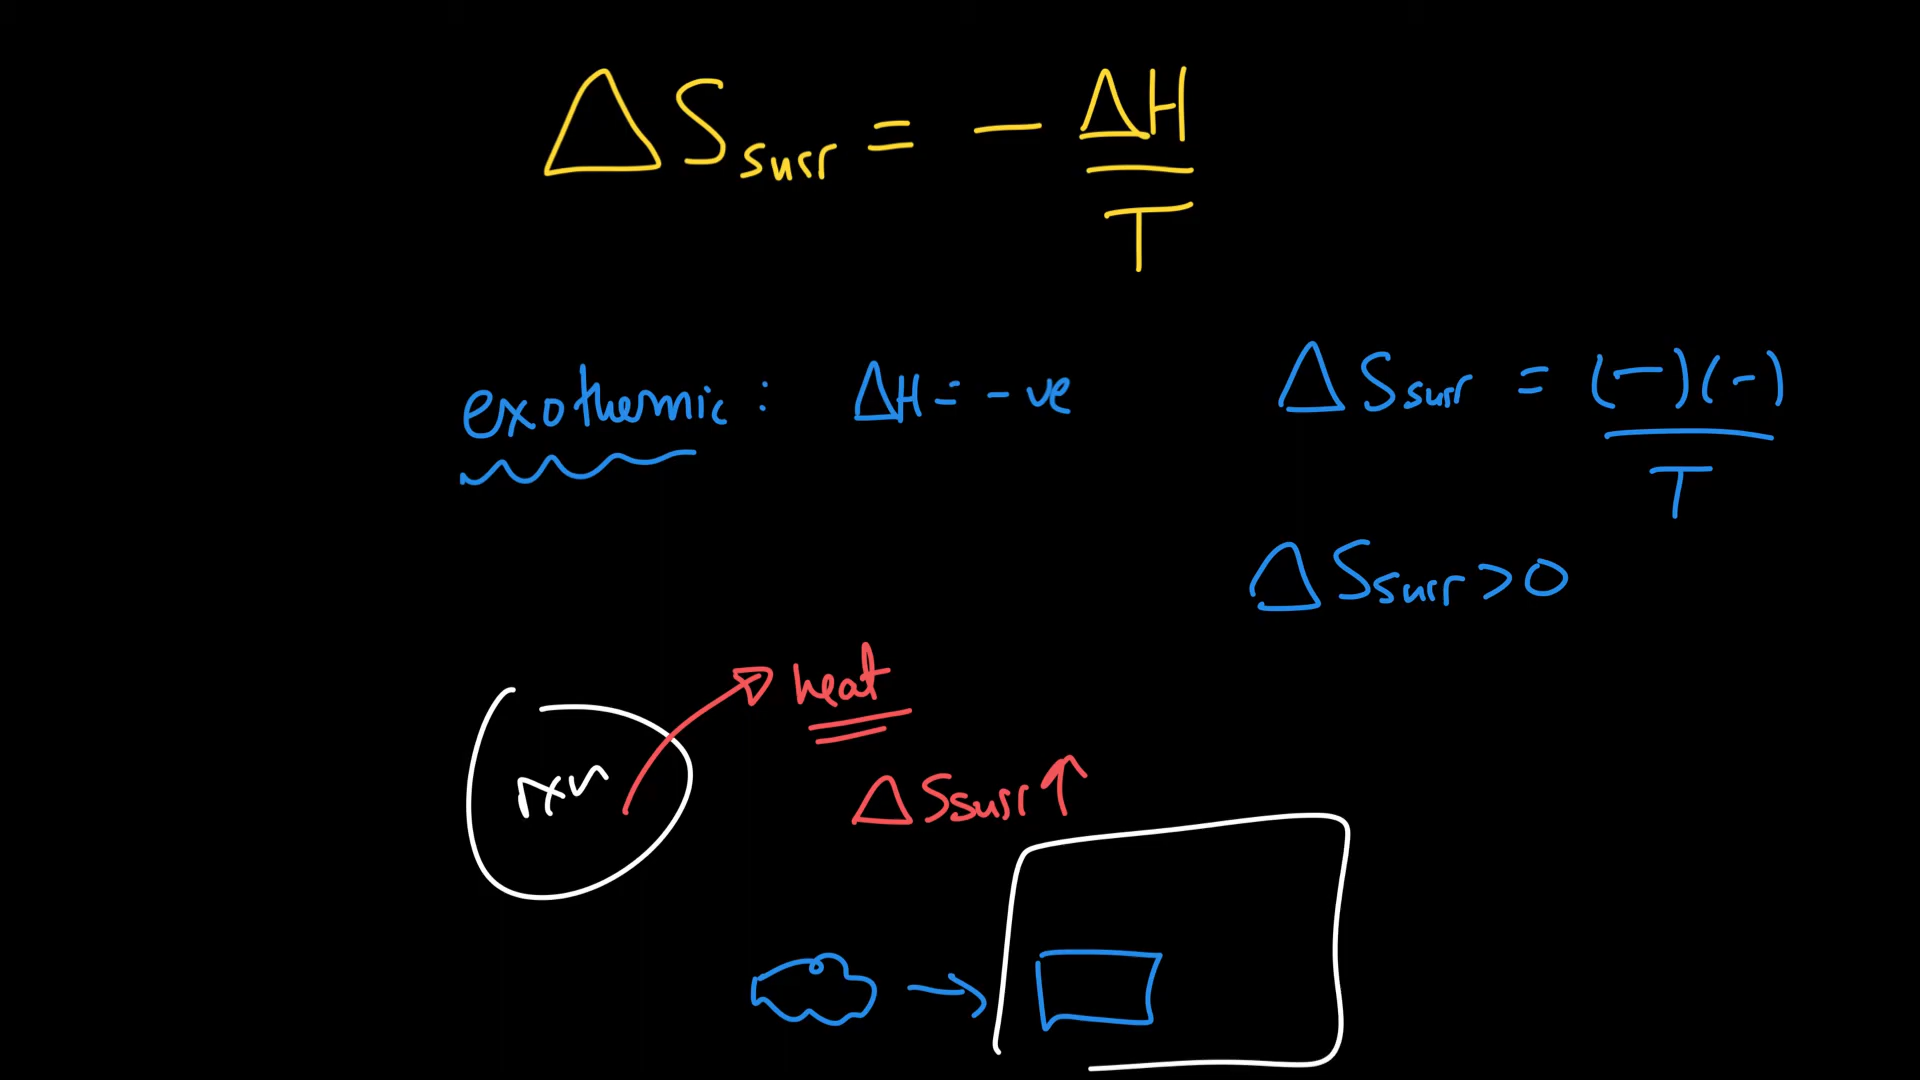 ΔSsurr = - ΔH/T
exothermic: ΔH = -ve
ΔSsurr = (-)(-)/T
ΔSsurr > 0
heat
rxn
ΔSsurr ↑